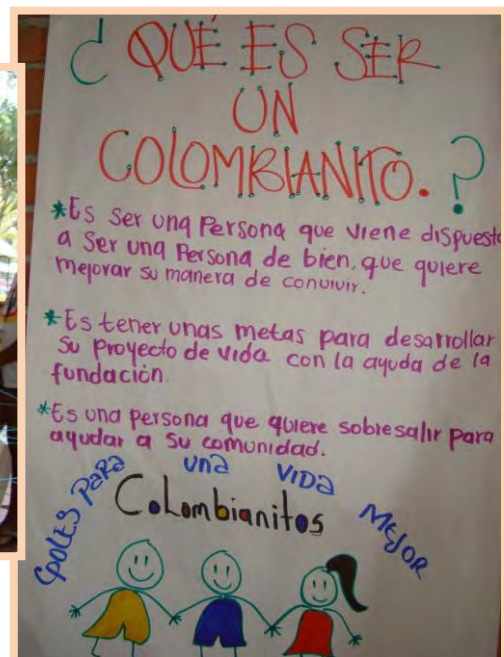 ¿ QUÉ ES SER
UN
COLOMBIANITO. ?
*Es ser una Persona que viene dispuesta
a ser una Persona de bien, que quiere
mejorar su manera de convivir.
*Es tener unas metas para desarrollar
su proyecto de vida con la ayuda de la
fundación.
*Es una persona que quiere sobresalir para
ayudar a su comunidad.
GOLES PARA UNA VIDA MEJOR
Colombianitos